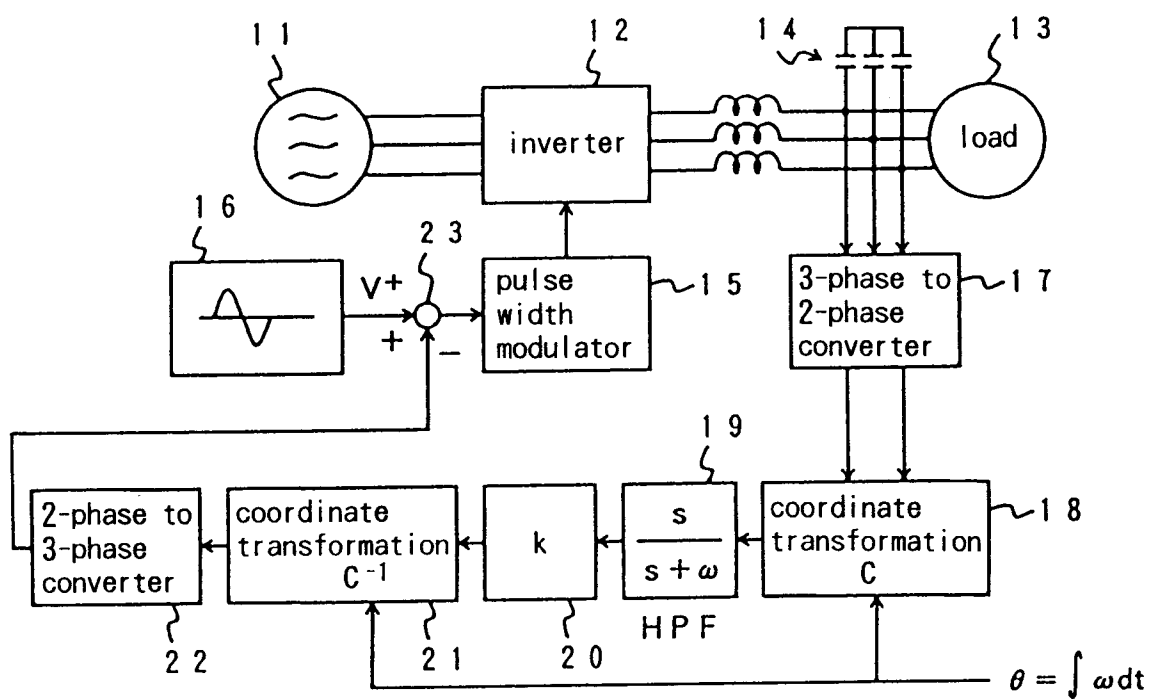 11
12
14
13
inverter
load
16
23
V+
+
−
pulse
width
modulator
15
3-phase to
2-phase
converter
17
19
2-phase to
3-phase
converter
coordinate
transformation
C⁻¹
k
s
s + ω
coordinate
transformation
C
18
HPF
22
21
20
θ = ∫ ωdt